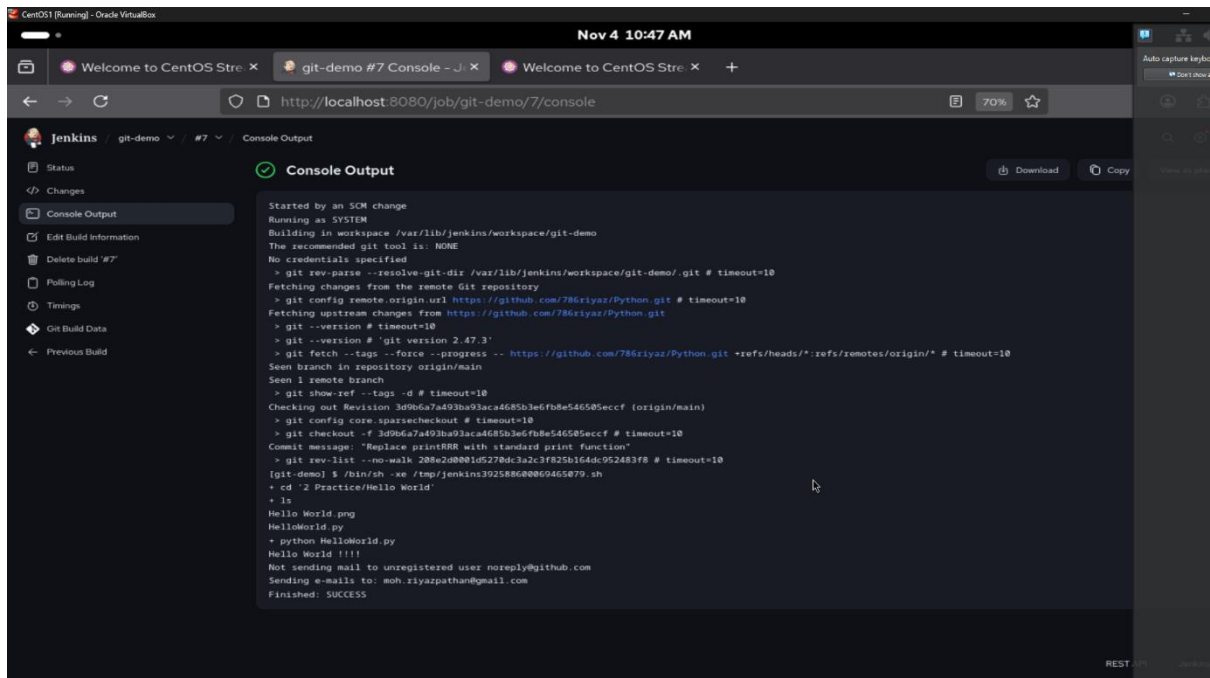 CentOS1 [Running] - Oracle VirtualBox
Nov 4 10:47 AM
Auto capture keybo
Don't show a
Welcome to CentOS Stre
git-demo #7 Console - Je
Welcome to CentOS Stre
http://localhost:8080/job/git-demo/7/console
70%
Jenkins / git-demo / #7 / Console Output
Status
Changes
Console Output
Edit Build Information
Delete build '#7'
Polling Log
Timings
Git Build Data
Previous Build
Console Output
Download
Copy
View as plai
Started by an SCM change
Running as SYSTEM
Building in workspace /var/lib/jenkins/workspace/git-demo
The recommended git tool is: NONE
No credentials specified
> git rev-parse --resolve-git-dir /var/lib/jenkins/workspace/git-demo/.git # timeout=10
Fetching changes from the remote Git repository
> git config remote.origin.url https://github.com/786riyaz/Python.git # timeout=10
Fetching upstream changes from https://github.com/786riyaz/Python.git
> git --version # timeout=10
> git --version # 'git version 2.47.3'
> git fetch --tags --force --progress -- https://github.com/786riyaz/Python.git +refs/heads/*:refs/remotes/origin/* # timeout=10
Seen branch in repository origin/main
Seen 1 remote branch
> git show-ref --tags -d # timeout=10
Checking out Revision 3d9b6a7a493ba93aca4685b3e6fb8e546505eccf (origin/main)
> git config core.sparsecheckout # timeout=10
> git checkout -f 3d9b6a7a493ba93aca4685b3e6fb8e546505eccf # timeout=10
Commit message: "Replace printRRR with standard print function"
> git rev-list --no-walk 208e2d0001d5270dc3a2c3f825b164dc952483f8 # timeout=10
[git-demo] $ /bin/sh -xe /tmp/jenkins392588600069465079.sh
+ cd '2 Practice/Hello World'
+ ls
Hello World.png
HelloWorld.py
+ python HelloWorld.py
Hello World !!!!
Not sending mail to unregistered user noreply@github.com
Sending e-mails to: moh.riyazpathan@gmail.com
Finished: SUCCESS
REST API
Jenkins